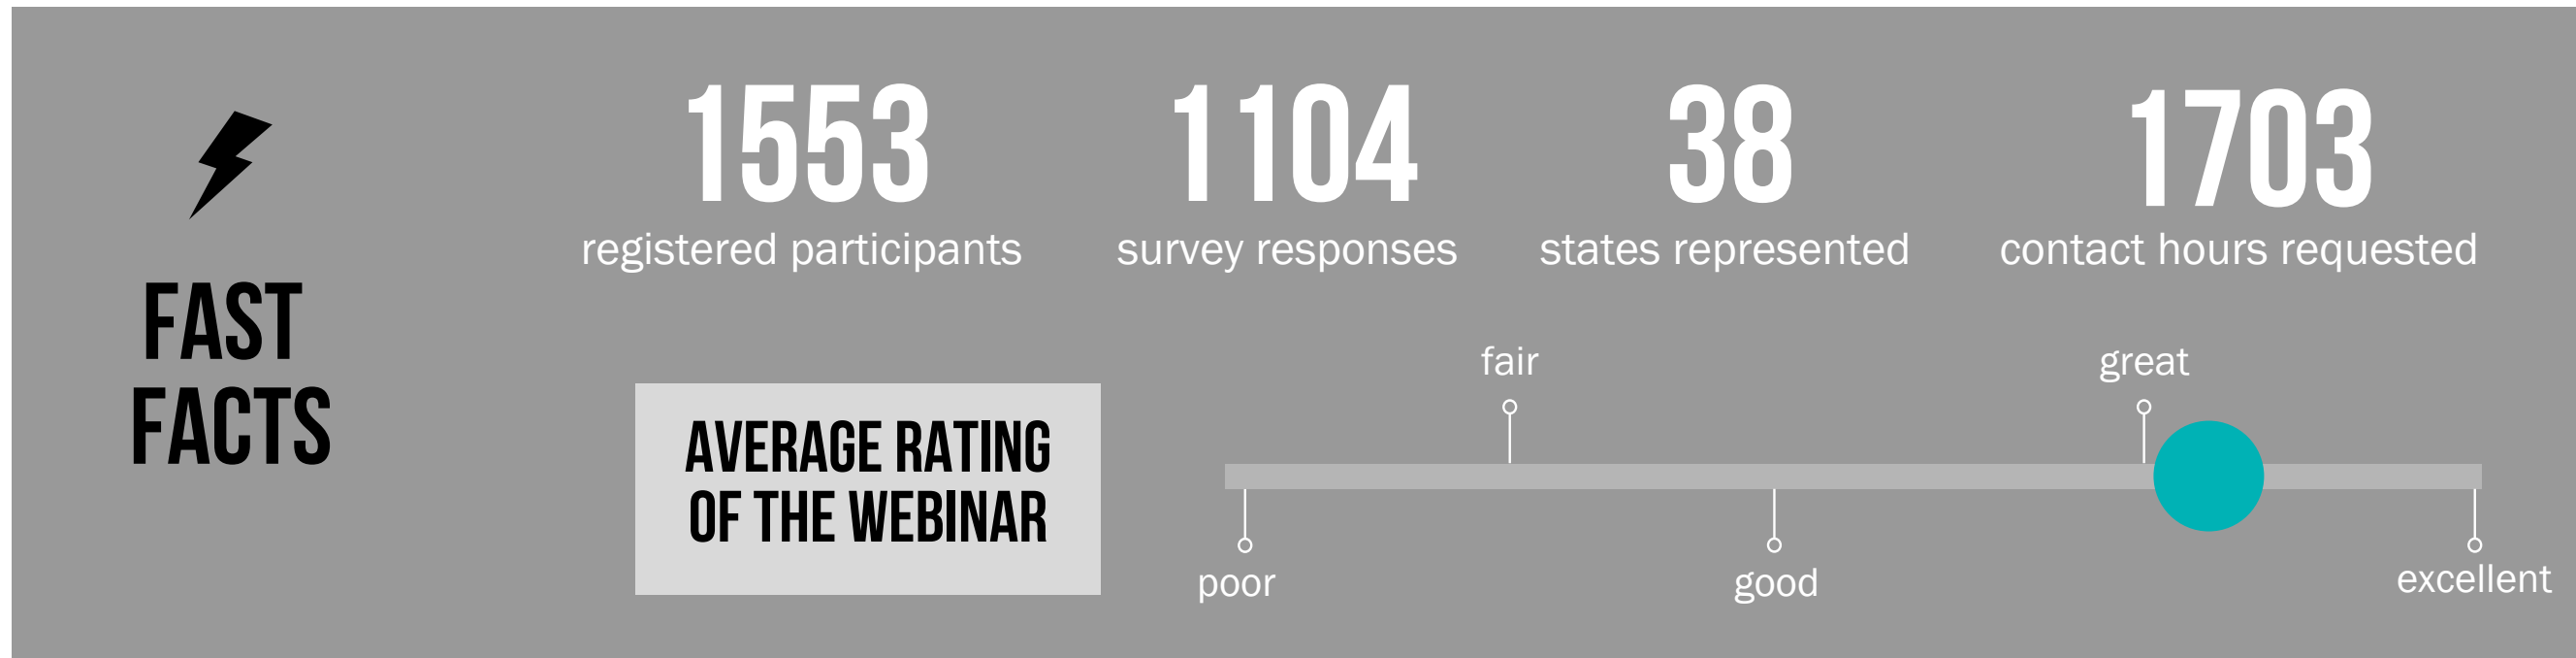 FAST
FACTS
1553
registered participants
1104
survey responses
38
states represented
1703
contact hours requested
AVERAGE RATING
OF THE WEBINAR
poor
fair
good
great
excellent